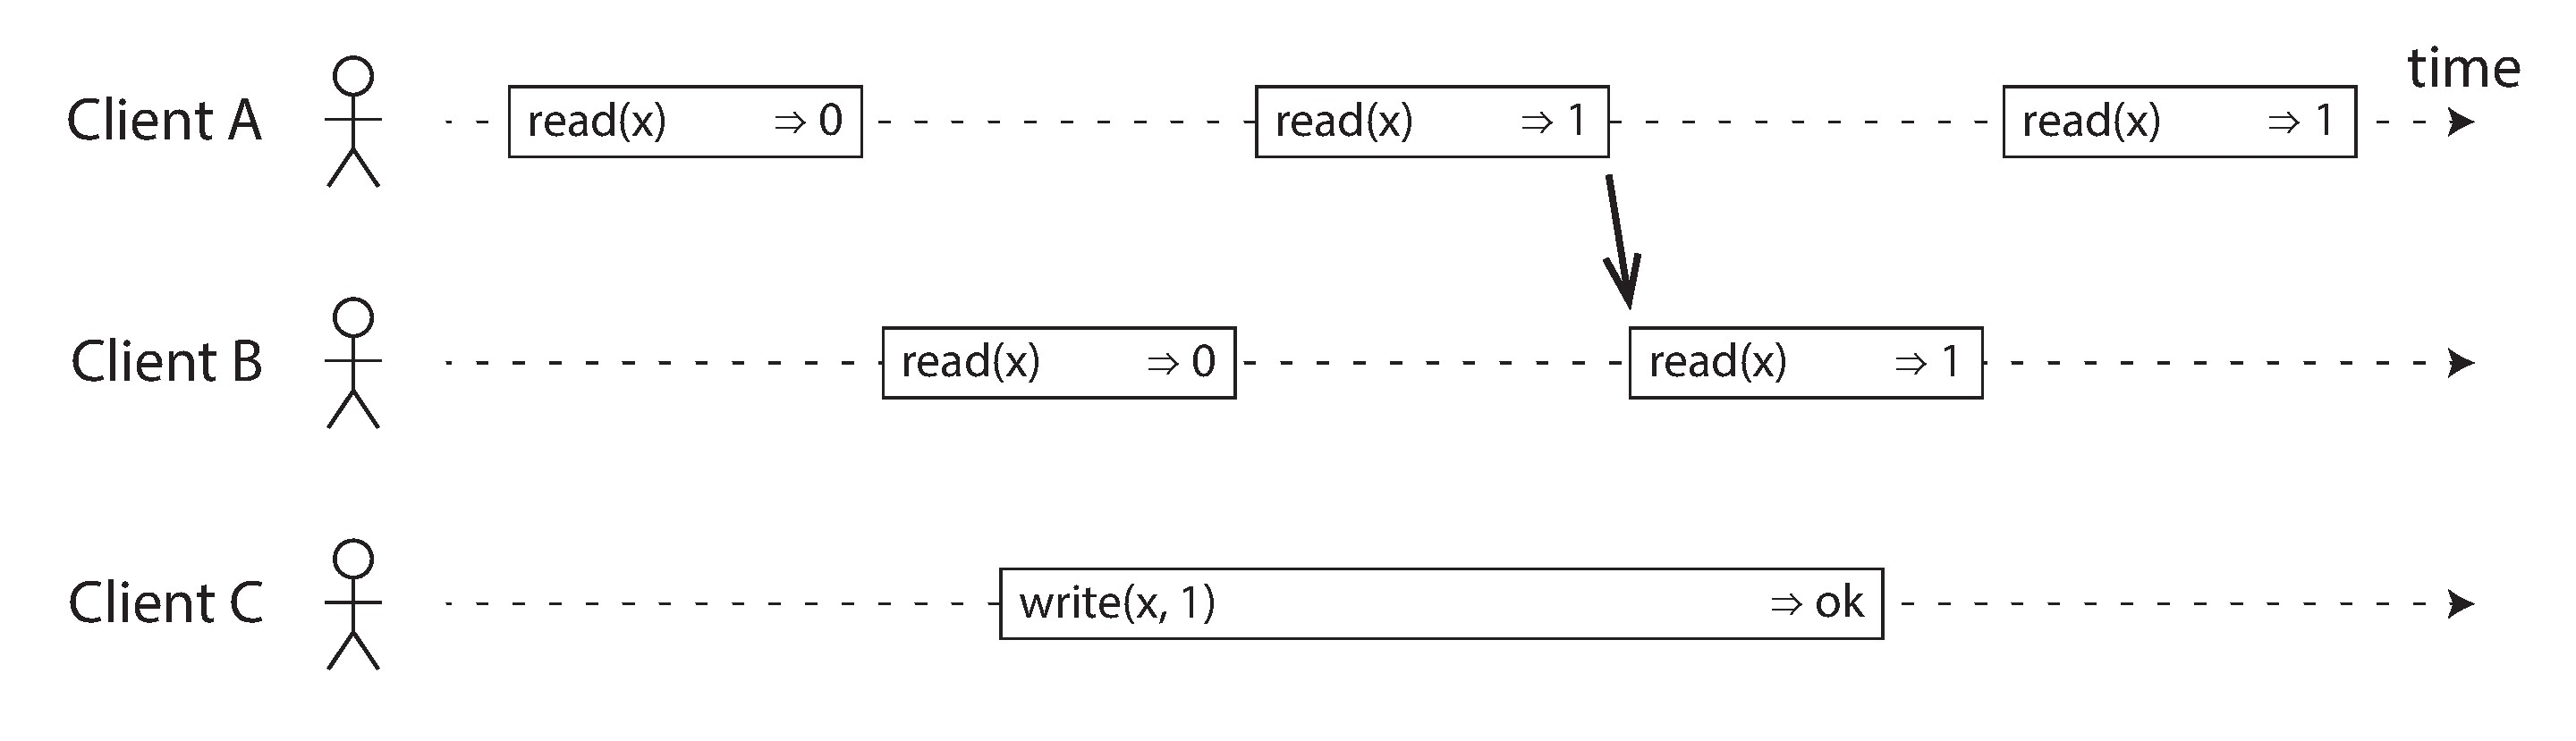 time
Client A read(x) ⇒ 0 read(x) ⇒ 1 read(x) ⇒ 1
Client B read(x) ⇒ 0 read(x) ⇒ 1
Client C write(x, 1) ⇒ ok